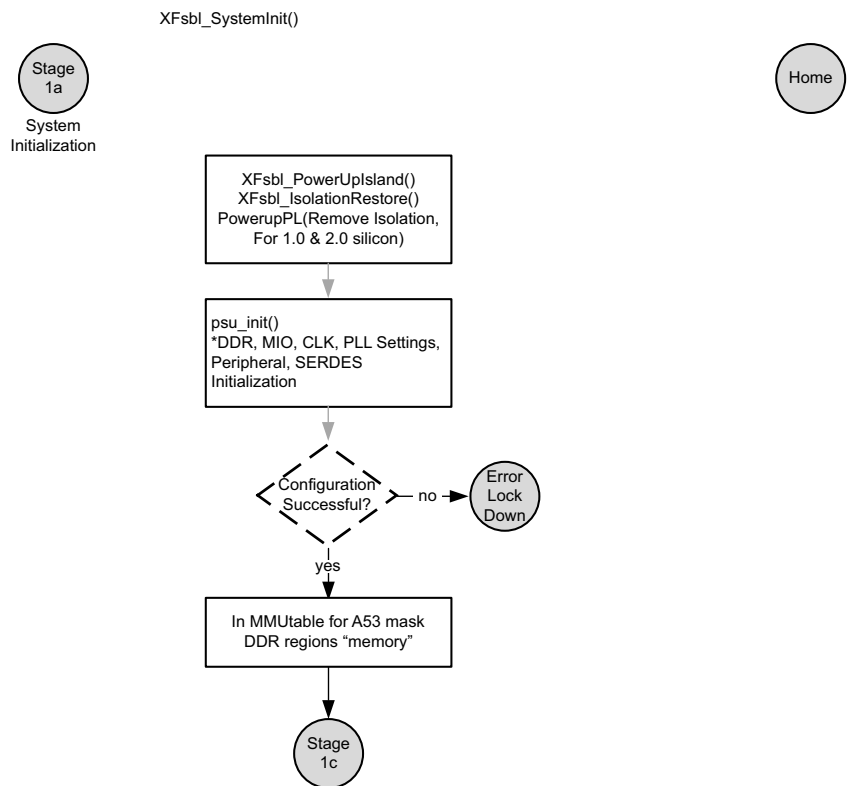 XFsbl_SystemInit()
Stage
1a
Home
System
Initialization
XFsbl_PowerUpIsland()
XFsbl_IsolationRestore()
PowerupPL(Remove Isolation,
For 1.0 & 2.0 silicon)
psu_init()
*DDR, MIO, CLK, PLL Settings,
Peripheral, SERDES
Initialization
Configuration
Successful?
no
Error
Lock
Down
yes
In MMUtable for A53 mask
DDR regions “memory”
Stage
1c